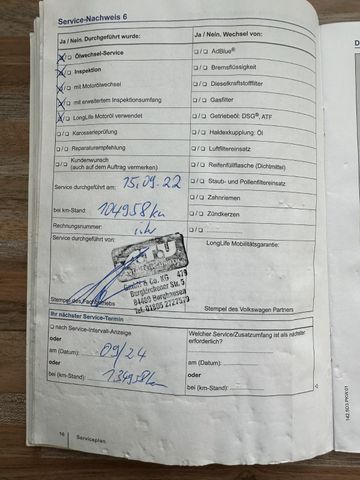 Service-Nachweis 6
Ja / Nein. Durchgeführt wurde:
Ölwechsel-Service
Inspektion
mit Motorölwechsel
mit erweitertem Inspektionsumfang
LongLife Motoröl verwendet
Karosserieprüfung
Reparaturempfehlung
Kundenwunsch
(auch auf dem Auftrag vermerken)
Service durchgeführt am: 15.09.22
bei km-Stand: 104958 km
Rechnungsnummer:
Service durchgeführt von:
GmbH & Co. KG
Burgkirchener Str. 5
84489 Burghausen
Stempel des Fachbetriebs
Ja / Nein. Wechsel von:
AdBlue®
Bremsflüssigkeit
Dieselkraftstofffilter
Gasfilter
Getriebeöl: DSG®, ATF
Haldexkupplung: Öl
Luftfiltereinsatz
Reifenfüllflasche (Dichtmittel)
Staub- und Pollenfiltereinsatz
Zahnriemen
Zündkerzen
LongLife Mobilitätsgarantie:
Stempel des Volkswagen Partners
Ihr nächster Service-Termin
nach Service-Intervall-Anzeige
oder
am (Datum): 09/24
oder
bei (km-Stand): 134958 km
Welcher Service/Zusatzumfang ist als nächster
erforderlich?
am (Datum):
oder
bei (km-Stand):
16 Serviceplan